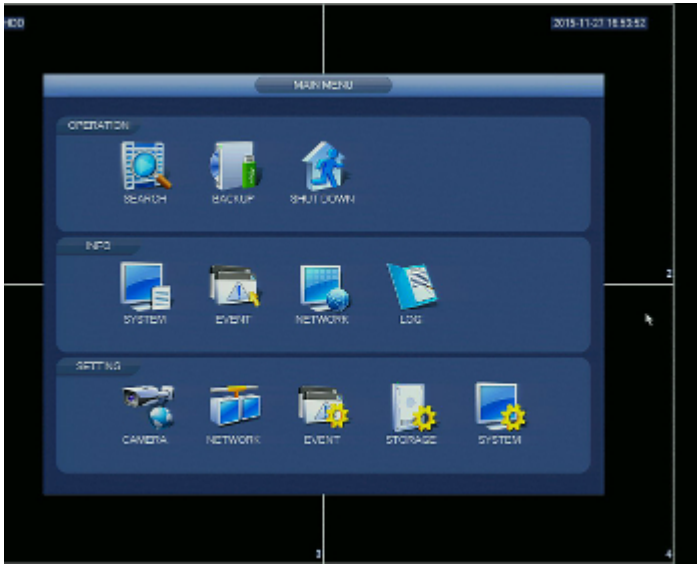 HDD
2015-11-27 16:53:52
MAIN MENU
OPERATION
SEARCH BACKUP SHUTDOWN
INFO
2
SYSTEM EVENT NETWORK LOG
SETTING
CAMERA NETWORK EVENT STORAGE SYSTEM
3 4